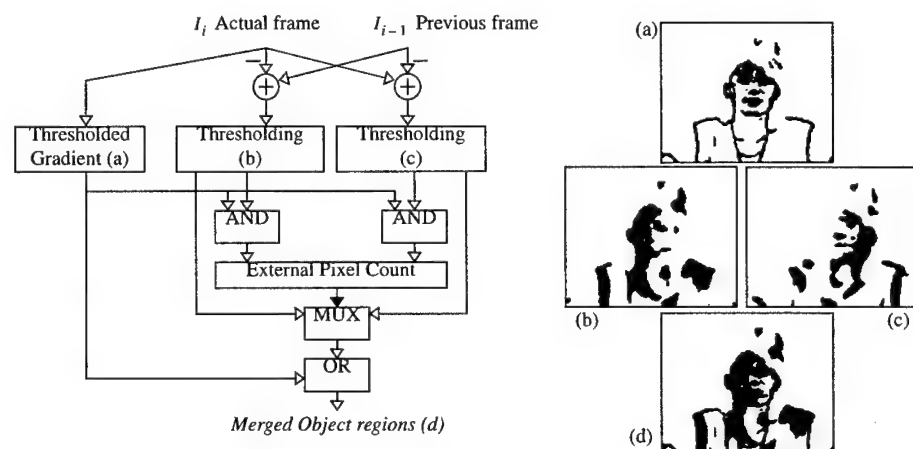 I_i Actual frame
I_{i-1} Previous frame
− −
+ +
Thresholded
Gradient (a)
Thresholding
(b)
Thresholding
(c)
AND
AND
External Pixel Count
MUX
OR
Merged Object regions (d)
(a)
(b)
(c)
(d)